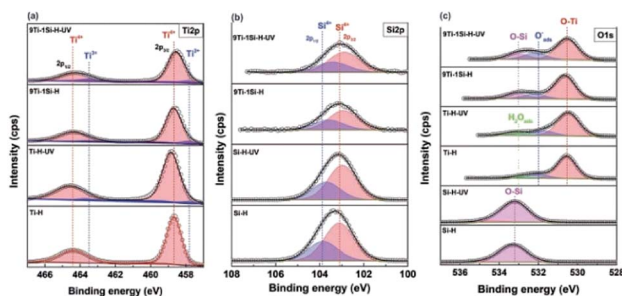 (a)
Ti2p
Ti⁴⁺
Ti³⁺
Ti⁴⁺
Ti³⁺
2p₁/₂
2p₃/₂
9Ti-1Si-H-UV
9Ti-1Si-H
Ti-H-UV
Ti-H
Intensity (cps)
466 464 462 460 458
Binding energy (eV)
(b)
Si2p
Si⁴⁺
Si⁴⁺
2p₁/₂
2p₃/₂
9Ti-1Si-H-UV
9Ti-1Si-H
Si-H-UV
Si-H
Intensity (cps)
108 106 104 102 100
Binding energy (eV)
(c)
O1s
O-Ti
O-Si
O⁻ads
9Ti-1Si-H-UV
9Ti-1Si-H
Ti-H-UV
H₂Oads
Ti-H
Si-H-UV
O-Si
Si-H
Intensity (cps)
536 534 532 530 528
Binding energy (eV)